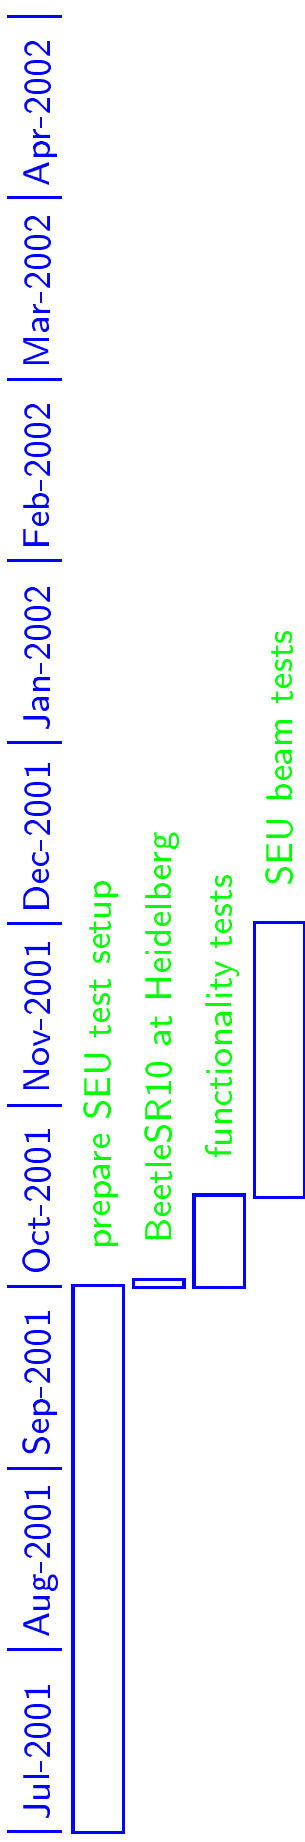 Jul-2001 Aug-2001 Sep-2001 Oct-2001 Nov-2001 Dec-2001 Jan-2002 Feb-2002 Mar-2002 Apr-2002
prepare SEU test setup
BeetleSR10 at Heidelberg
functionality tests
SEU beam tests